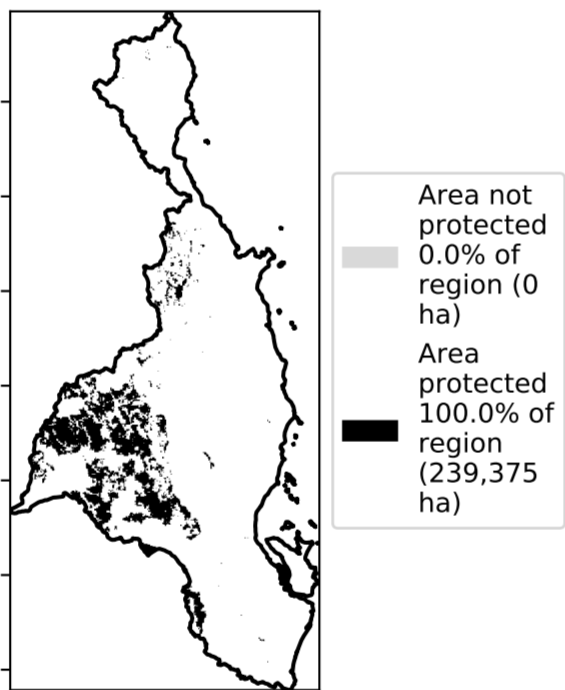 Area not
protected
0.0% of
region (0
ha)
Area
protected
100.0% of
region
(239,375
ha)